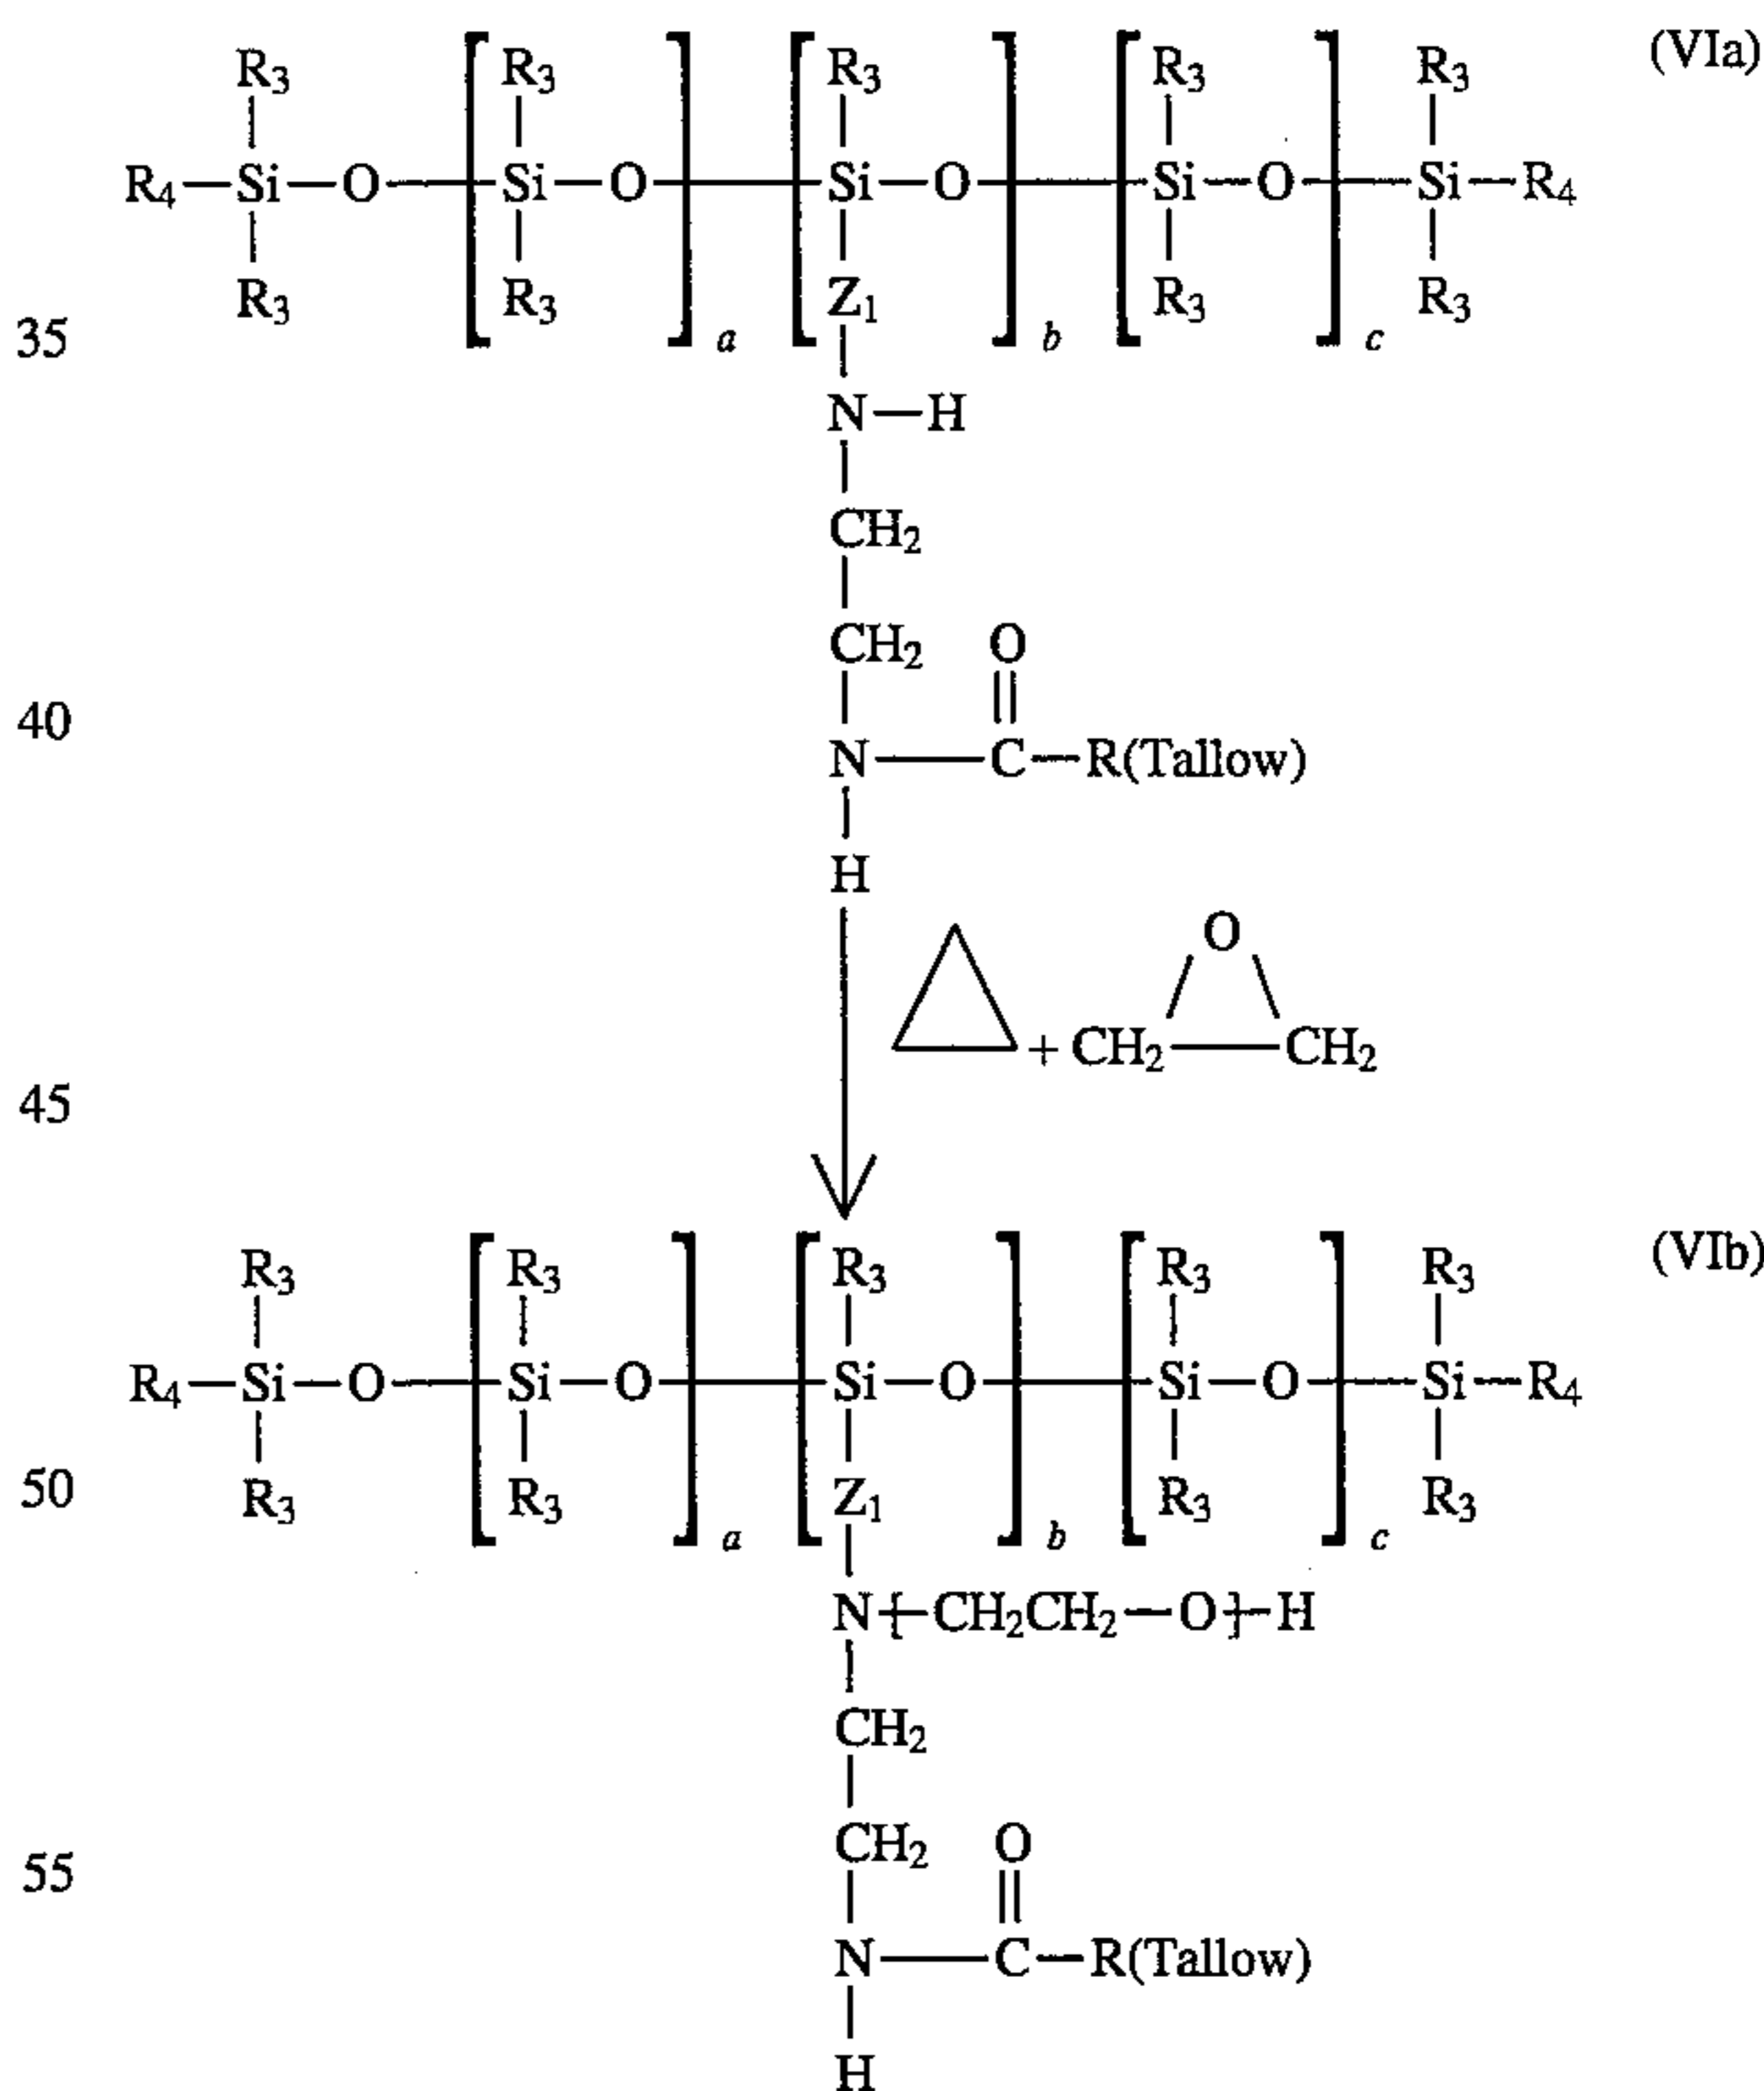 R₃ R₃ R₃ R₃ R₃ (VIa)
R₄—Si—O—[Si—O]—[Si—O]—[Si—O]—Si—R₄
R₃ R₃ Z₁ R₃ R₃
35 a b c
N—H
CH₂
CH₂ O
40
N—C—R(Tallow)
H
O
+ CH₂—CH₂
45
R₃ R₃ R₃ R₃ R₃ (VIb)
R₄—Si—O—[Si—O]—[Si—O]—[Si—O]—Si—R₄
50 R₃ R₃ Z₁ R₃ R₃
a b c
N{CH₂CH₂—O}H
CH₂
55 CH₂ O
N—C—R(Tallow)
H